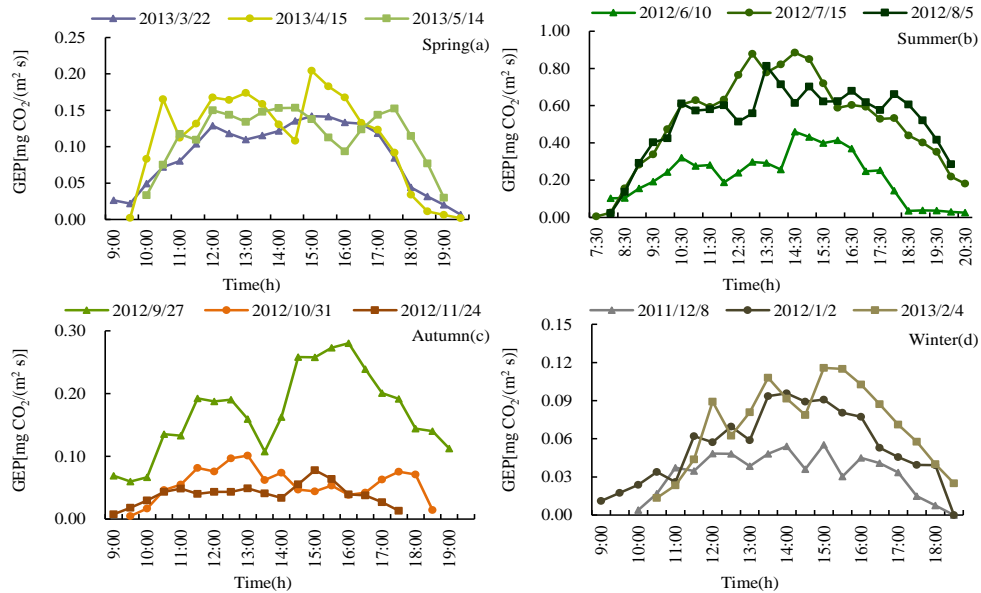 2013/3/22 2013/4/15 2013/5/14
Spring(a)
GEP[mg CO₂/(m² s)]
0.25
0.20
0.15
0.10
0.05
0.00
9:00 10:00 11:00 12:00 13:00 14:00 15:00 16:00 17:00 18:00 19:00
Time(h)
2012/6/10 2012/7/15 2012/8/5
Summer(b)
GEP[mg CO₂/(m² s)]
1.00
0.80
0.60
0.40
0.20
0.00
7:30 8:30 9:30 10:30 11:30 12:30 13:30 14:30 15:30 16:30 17:30 18:30 19:30 20:30
Time(h)
2012/9/27 2012/10/31 2012/11/24
Autumn(c)
GEP[mg CO₂/(m² s)]
0.30
0.20
0.10
0.00
9:00 10:00 11:00 12:00 13:00 14:00 15:00 16:00 17:00 18:00 19:00
Time(h)
2011/12/8 2012/1/2 2013/2/4
Winter(d)
GEP[mg CO₂/(m² s)]
0.15
0.12
0.09
0.06
0.03
0.00
9:00 10:00 11:00 12:00 13:00 14:00 15:00 16:00 17:00 18:00
Time(h)